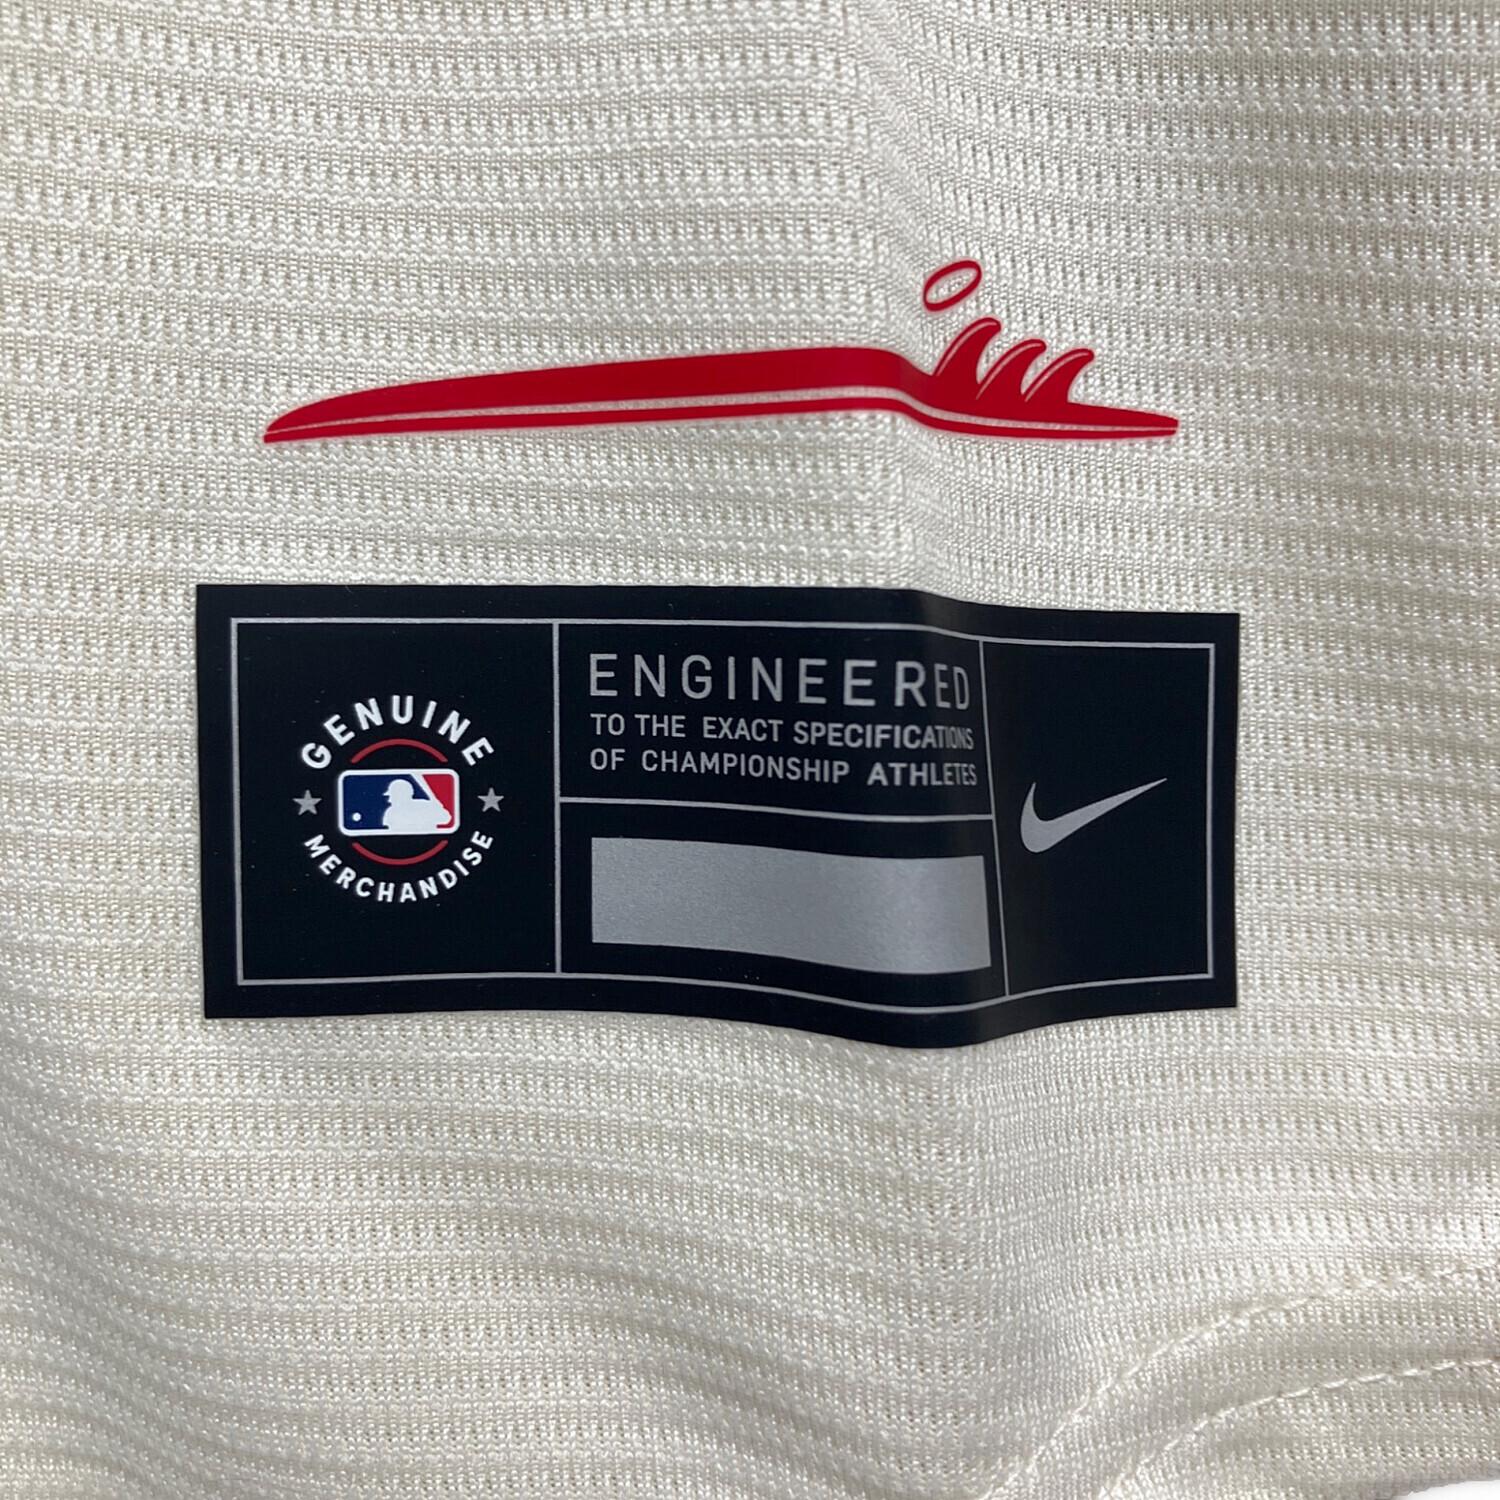 GENUINE
MERCHANDISE
ENGINEERED
TO THE EXACT SPECIFICATIONS
OF CHAMPIONSHIP ATHLETES